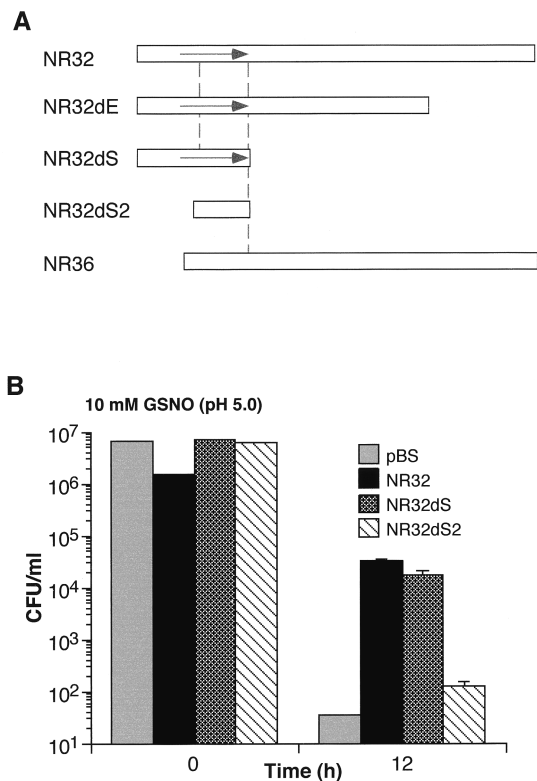 A
NR32
NR32dE
NR32dS
NR32dS2
NR36
B
10 mM GSNO (pH 5.0)
10⁷
10⁶
10⁵
10⁴
10³
10²
10¹
CFU/ml
pBS
NR32
NR32dS
NR32dS2
0
12
Time (h)